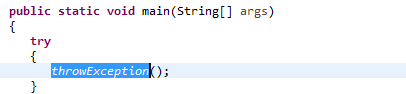 public static void main(String[] args)
{
try
{
throwException();
}